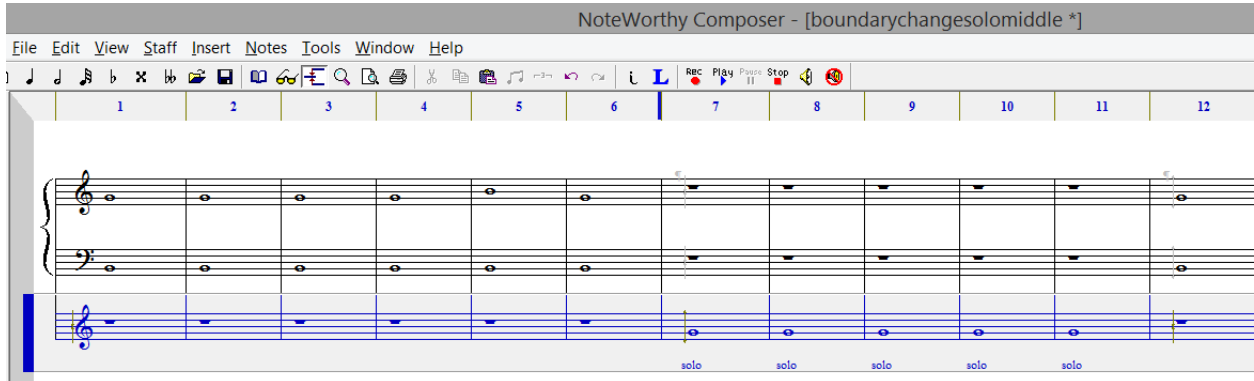 NoteWorthy Composer - [boundarychangesolomiddle *]
File Edit View Staff Insert Notes Tools Window Help
L REC Play Pause Stop
1 2 3 4 5 6 7 8 9 10 11 12
solo solo solo solo solo